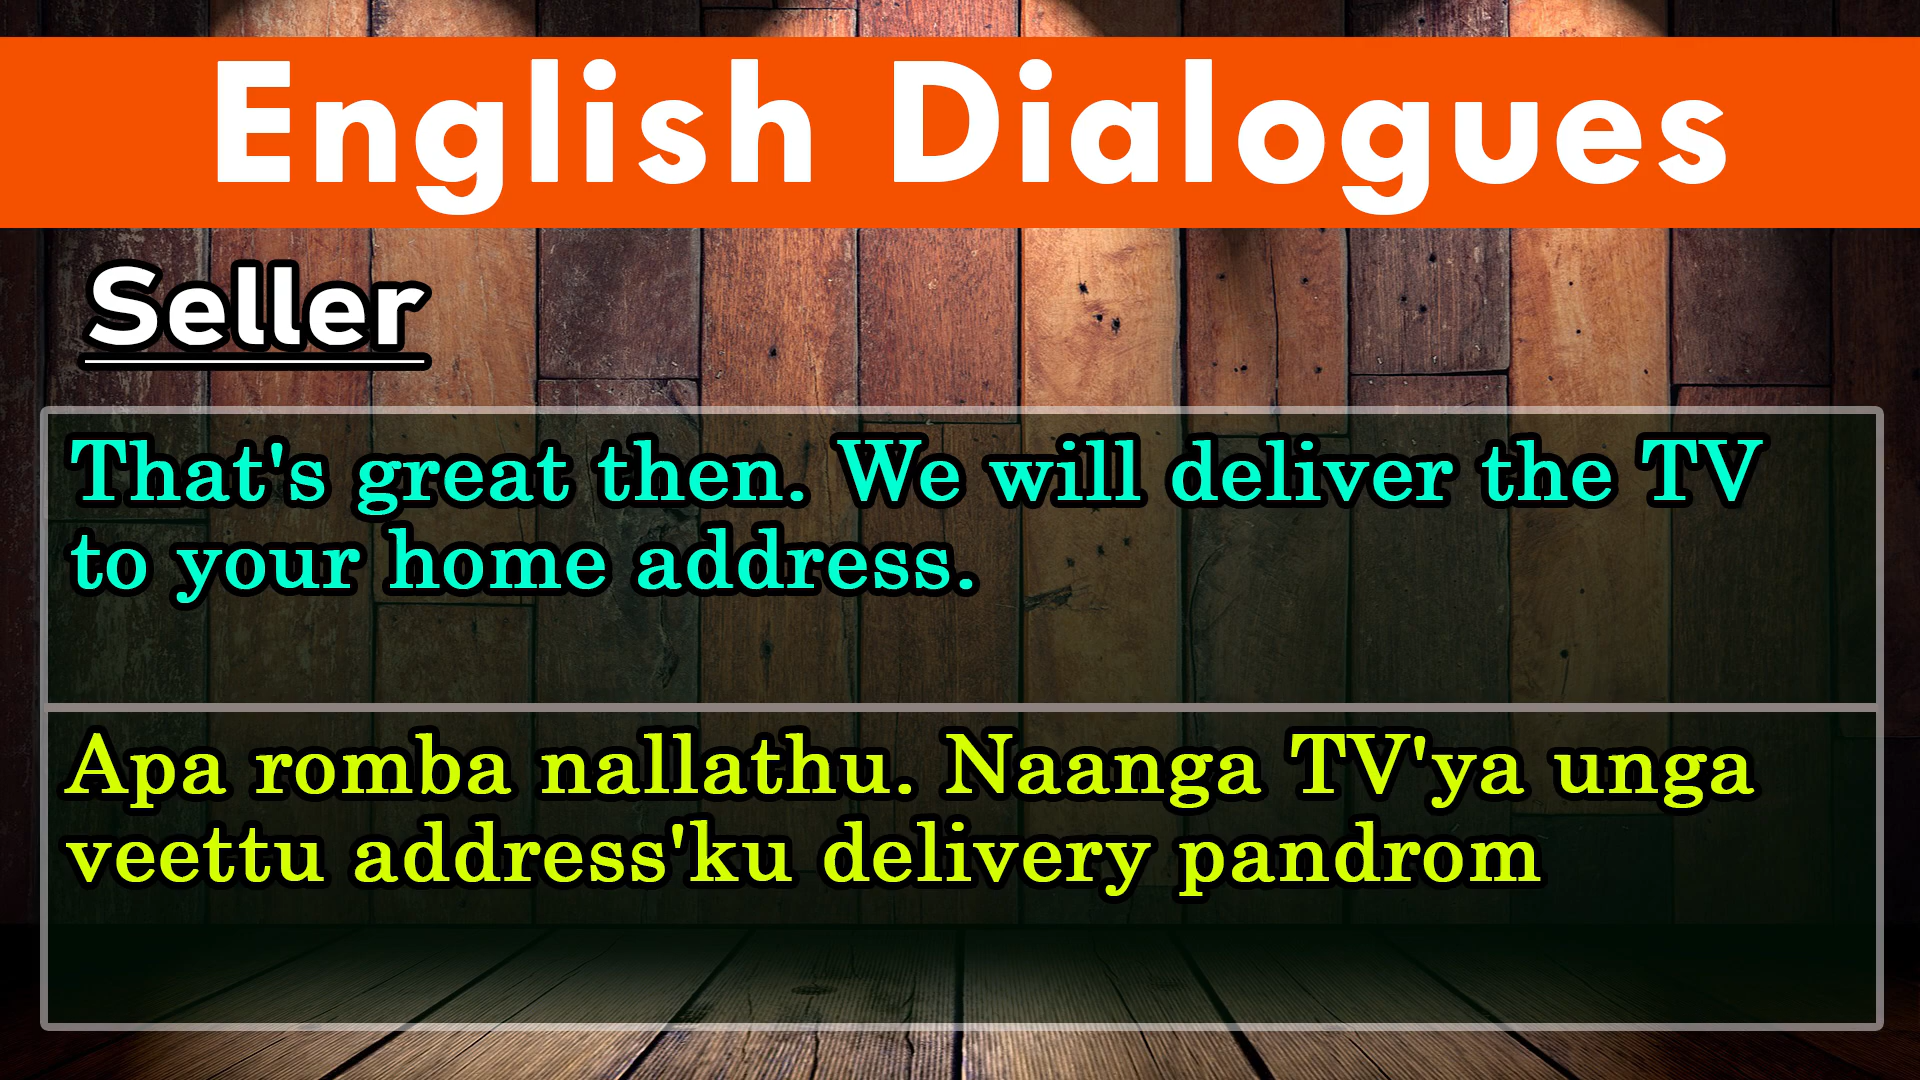 English Dialogues
Seller
That's great then. We will deliver the TV
to your home address.
Apa romba nallathu. Naanga TV'ya unga
veettu address'ku delivery pandrom